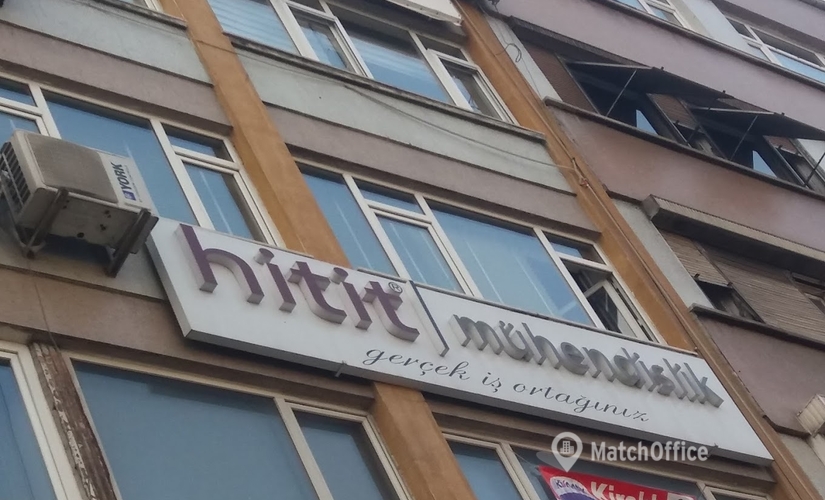 YORK
hitit® mühendislik
gerçek iş ortağınız
MatchOffice